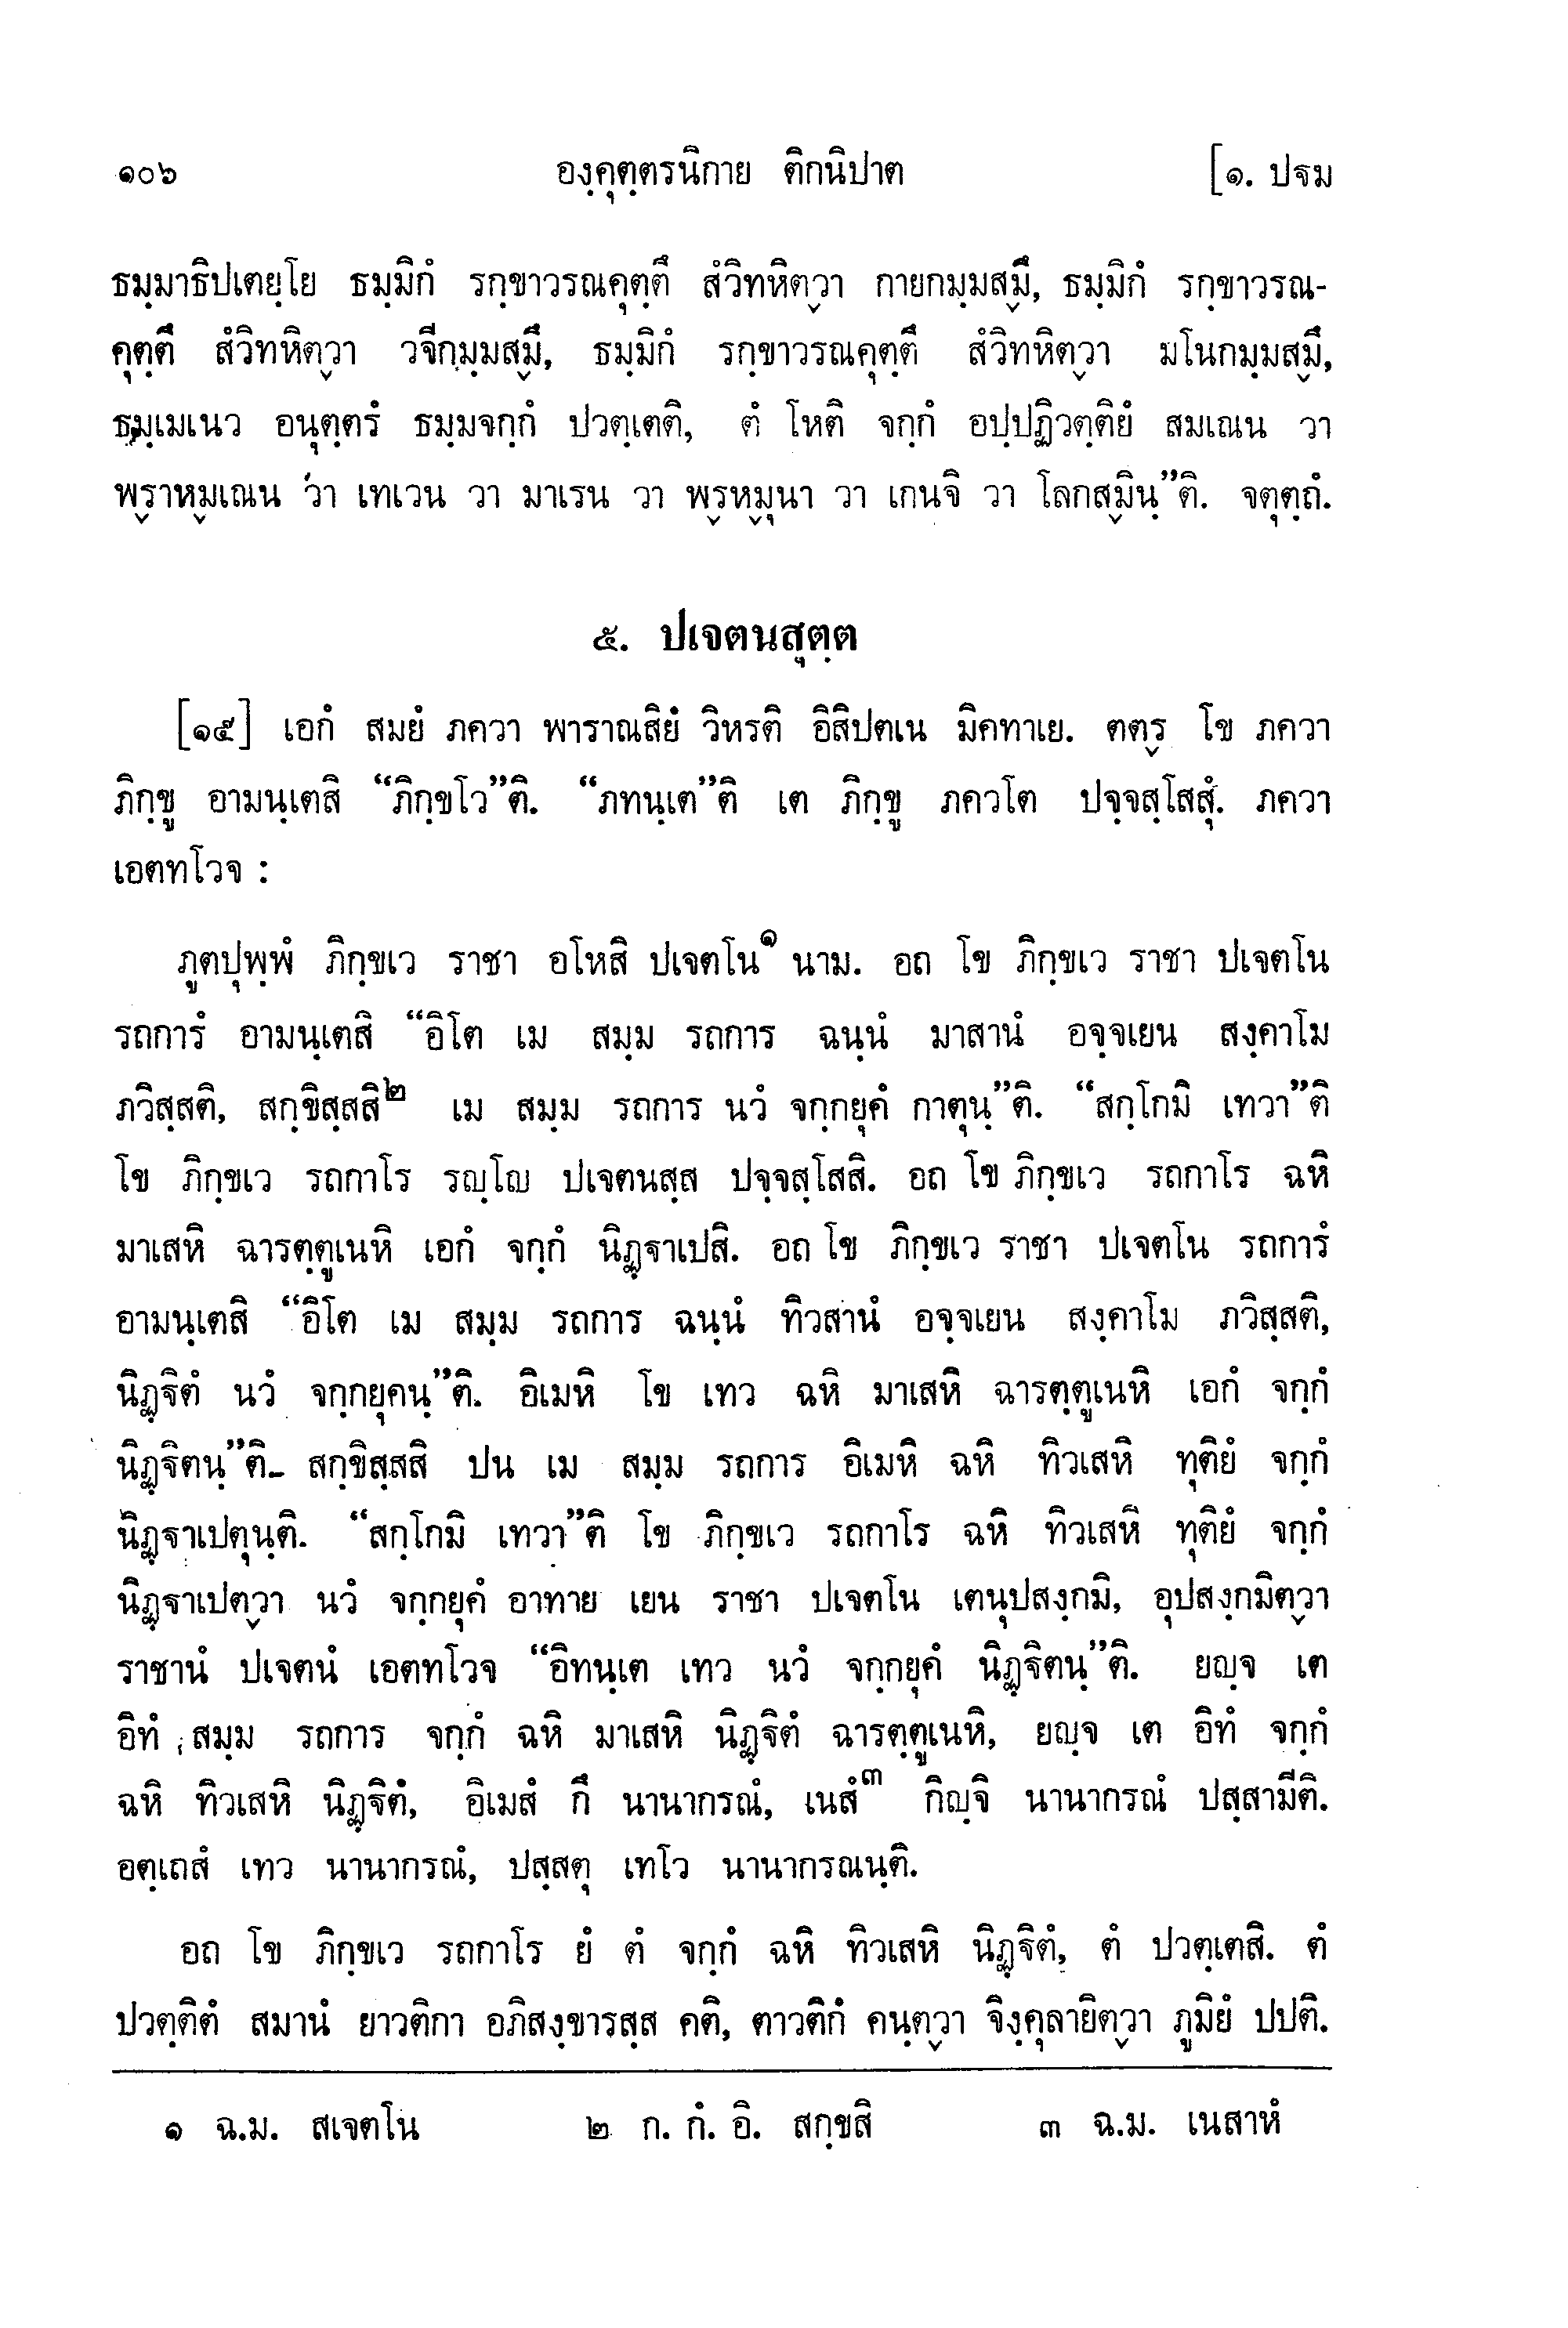 ๑๐๖ องฺคุตฺตรนิกาย ติกนิปาต [๑. ปฐม
ธมฺมาธิปเตยฺโย ธมฺมิกํ รกฺขาวรณคุตฺตึ สํวิทหิตฺวา กายกมฺมสฺมึ, ธมฺมิกํ รกฺขาวรณ-
คุตฺตึ สํวิทหิตฺวา วจีกมฺมสฺมึ, ธมฺมิกํ รกฺขาวรณคุตฺตึ สํวิทหิตฺวา มโนกมฺมสฺมึ,
ธมฺเมเนว อนุตฺตรํ ธมฺมจกฺกํ ปวตฺเตติ, ตํ โหติ จกฺกํ อปฺปฏิวตฺติยํ สมเณน วา
พฺราหฺมเณน วา เทเวน วา มาเรน วา พฺรหฺมุนา วา เกนจิ วา โลกสฺมินฺ”ติ. จตุตฺถํ.
๕. ปเจตนสุตฺต
[๑๕] เอกํ สมยํ ภควา พาราณสิยํ วิหรติ อิสิปตเน มิคทาเย. ตตฺร โข ภควา
ภิกฺขู อามนฺเตสิ “ภิกฺขโว”ติ. “ภทนฺเต”ติ เต ภิกฺขู ภควโต ปจฺจสฺโสสุํ. ภควา
เอตทโวจ :
ภูตปุพฺพํ ภิกฺขเว ราชา อโหสิ ปเจตโน๑ นาม. อถ โข ภิกฺขเว ราชา ปเจตโน
รถการํ อามนฺเตสิ “อิโต เม สมฺม รถการ ฉนฺนํ มาสานํ อจฺจเยน สงฺคาโม
ภวิสฺสติ, สกฺขิสฺสสิ๒ เม สมฺม รถการ นวํ จกฺกยุคํ กาตุนฺ”ติ. “สกฺโกมิ เทวา”ติ
โข ภิกฺขเว รถกาโร รญฺโญ ปเจตนสฺส ปจฺจสฺโสสิ. อถ โข ภิกฺขเว รถกาโร ฉหิ
มาเสหิ ฉารตฺตูเนหิ เอกํ จกฺกํ นิฏฺฐาเปสิ. อถ โข ภิกฺขเว ราชา ปเจตโน รถการํ
อามนฺเตสิ “อิโต เม สมฺม รถการ ฉนฺนํ ทิวสานํ อจฺจเยน สงฺคาโม ภวิสฺสติ,
นิฏฺฐิตํ นวํ จกฺกยุคนฺ”ติ. อิเมหิ โข เทว ฉหิ มาเสหิ ฉารตฺตูเนหิ เอกํ จกฺกํ
นิฏฺฐิตนฺ”ติ. สกฺขิสฺสสิ ปน เม สมฺม รถการ อิเมหิ ฉหิ ทิวเสหิ ทุติยํ จกฺกํ
นิฏฺฐาเปตุนฺติ. “สกฺโกมิ เทวา”ติ โข ภิกฺขเว รถกาโร ฉหิ ทิวเสหิ ทุติยํ จกฺกํ
นิฏฺฐาเปตฺวา นวํ จกฺกยุคํ อาทาย เยน ราชา ปเจตโน เตนุปสงฺกมิ, อุปสงฺกมิตฺวา
ราชานํ ปเจตนํ เอตทโวจ “อิทนฺเต เทว นวํ จกฺกยุคํ นิฏฺฐิตนฺ”ติ. ยญฺจ เต
อิทํ สมฺม รถการ จกฺกํ ฉหิ มาเสหิ นิฏฺฐิตํ ฉารตฺตูเนหิ, ยญฺจ เต อิทํ จกฺกํ
ฉหิ ทิวเสหิ นิฏฺฐิตํ, อิเมสํ กึ นานากรณํ, เนสํ๓ กิญฺจิ นานากรณํ ปสฺสามีติ.
อตฺเถสํ เทว นานากรณํ, ปสฺสตุ เทโว นานากรณนฺติ.
อถ โข ภิกฺขเว รถกาโร ยํ ตํ จกฺกํ ฉหิ ทิวเสหิ นิฏฺฐิตํ, ตํ ปวตฺเตสิ. ตํ
ปวตฺติตํ สมานํ ยาวติกา อภิสงฺขารสฺส คติ, ตาวติกํ คนฺตฺวา จิงฺคุลายิตฺวา ภูมิยํ ปปติ.
๑ ฉ.ม. สเจตโน ๒ ก. กํ. อิ. สกฺขสิ ๓ ฉ.ม. เนสาหํ